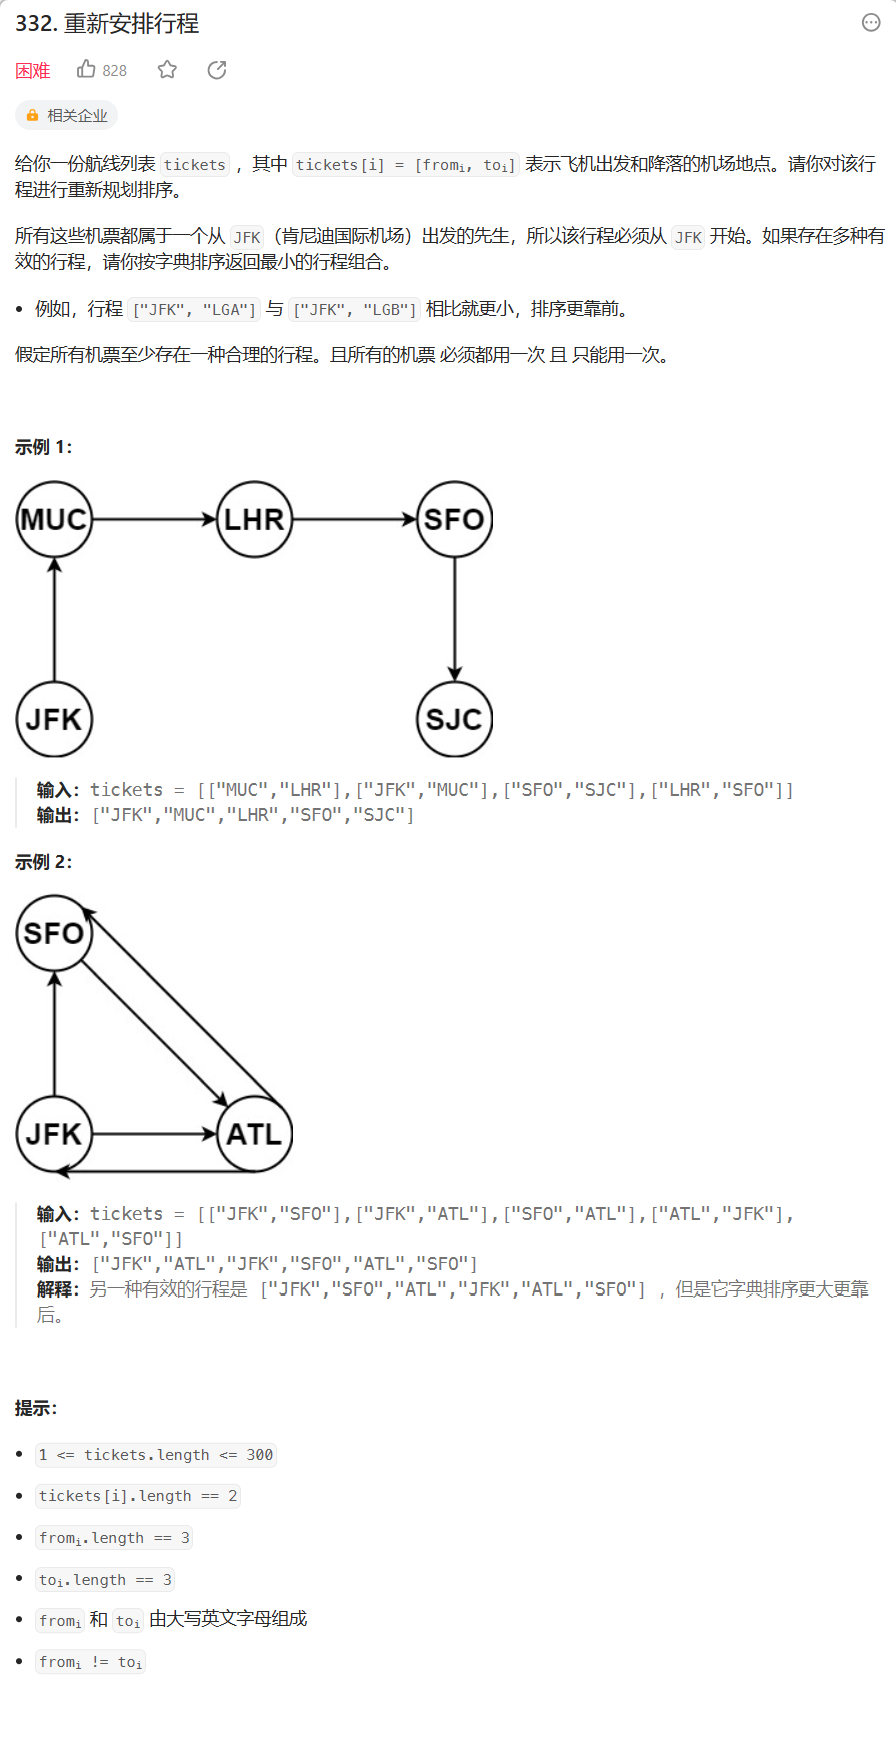 332. 重新安排行程
困难 828
相关企业
给你一份航线列表 tickets ，其中 tickets[i] = [fromᵢ, toᵢ] 表示飞机出发和降落的机场地点。请你对该行
程进行重新规划排序。
所有这些机票都属于一个从 JFK（肯尼迪国际机场）出发的先生，所以该行程必须从 JFK 开始。如果存在多种有
效的行程，请你按字典排序返回最小的行程组合。
• 例如，行程 ["JFK", "LGA"] 与 ["JFK", "LGB"] 相比就更小，排序更靠前。
假定所有机票至少存在一种合理的行程。且所有的机票 必须都用一次 且 只能用一次。
示例 1：
MUC LHR SFO
JFK SJC
输入：tickets = [["MUC","LHR"],["JFK","MUC"],["SFO","SJC"],["LHR","SFO"]]
输出：["JFK","MUC","LHR","SFO","SJC"]
示例 2：
SFO
JFK ATL
输入：tickets = [["JFK","SFO"],["JFK","ATL"],["SFO","ATL"],["ATL","JFK"],
["ATL","SFO"]]
输出：["JFK","ATL","JFK","SFO","ATL","SFO"]
解释：另一种有效的行程是 ["JFK","SFO","ATL","JFK","ATL","SFO"] ，但是它字典排序更大更靠
后。
提示：
• 1 <= tickets.length <= 300
• tickets[i].length == 2
• fromᵢ.length == 3
• toᵢ.length == 3
• fromᵢ 和 toᵢ 由大写英文字母组成
• fromᵢ != toᵢ